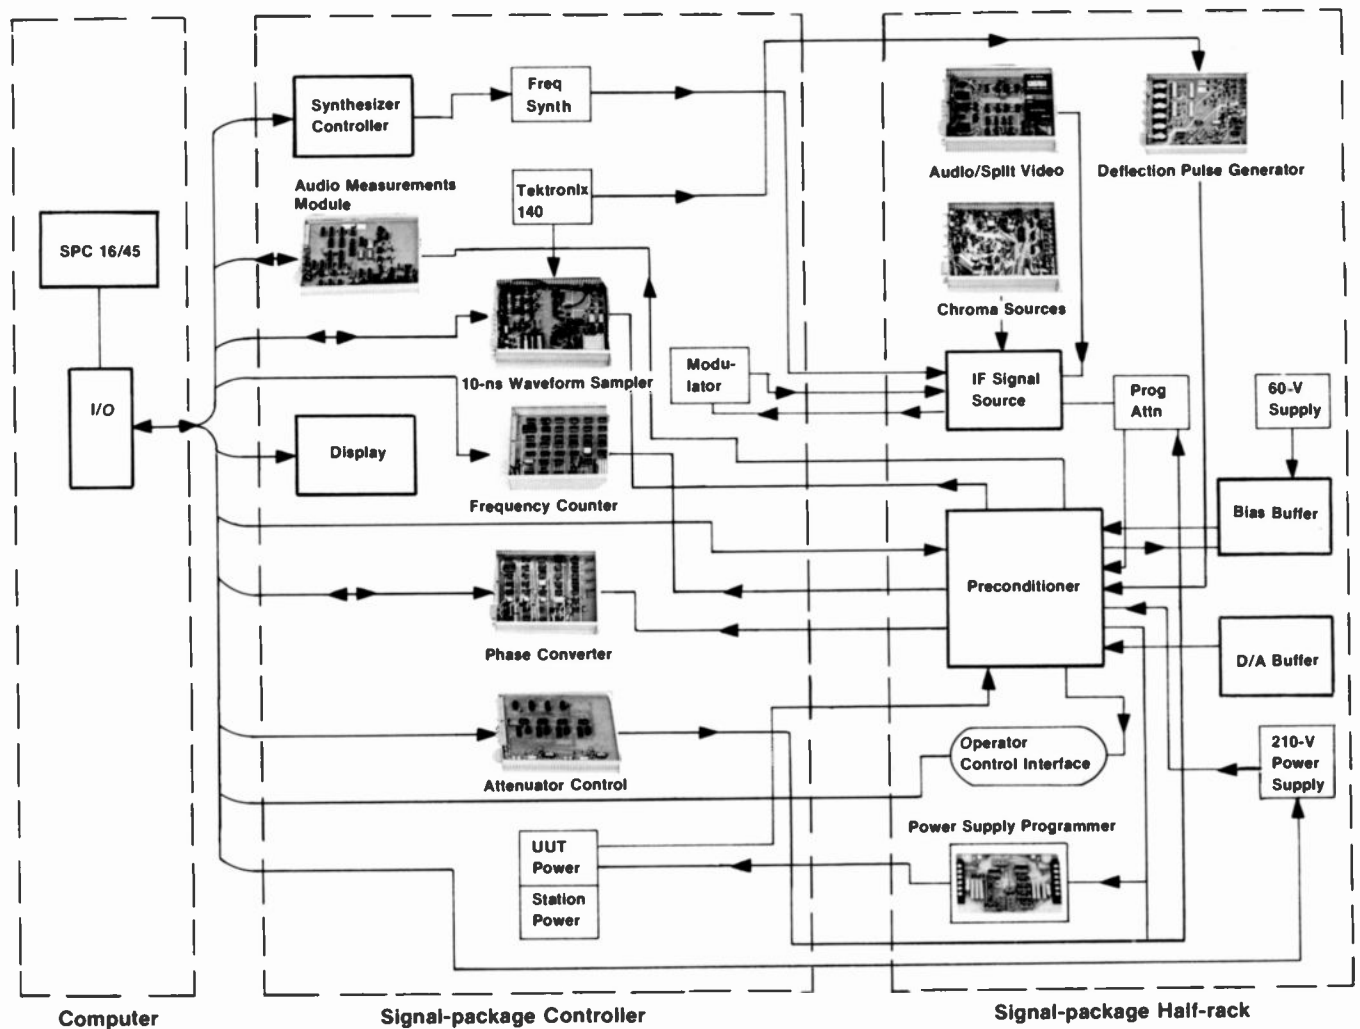 SPC 16/45
I/O
Computer
Synthesizer
Controller
Freq
Synth
Audio Measurements
Module
Tektronix
140
10-ns Waveform Sampler
Display
Frequency Counter
Phase Converter
Attenuator Control
UUT
Power
Station
Power
Signal-package Controller
Modu-
lator
Audio/Split Video
Deflection Pulse Generator
Chroma Sources
IF Signal
Source
Prog
Attn
60-V
Supply
Bias Buffer
Preconditioner
D/A Buffer
Operator
Control Interface
210-V
Power
Supply
Power Supply Programmer
Signal-package Half-rack